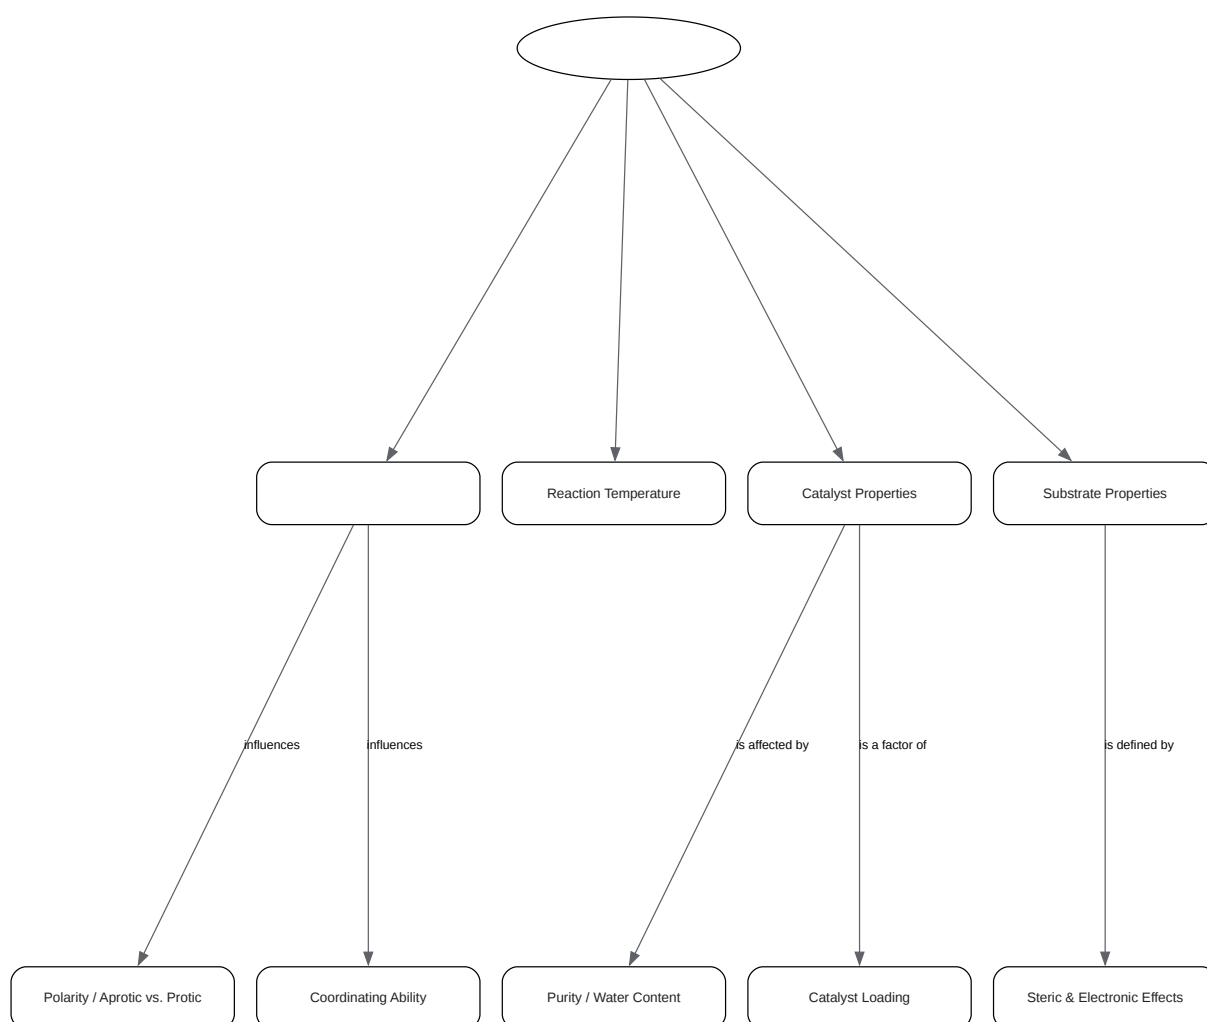 Reaction Temperature
Catalyst Properties
Substrate Properties
influences
influences
is affected by
is a factor of
is defined by
Polarity / Aprotic vs. Protic
Coordinating Ability
Purity / Water Content
Catalyst Loading
Steric & Electronic Effects